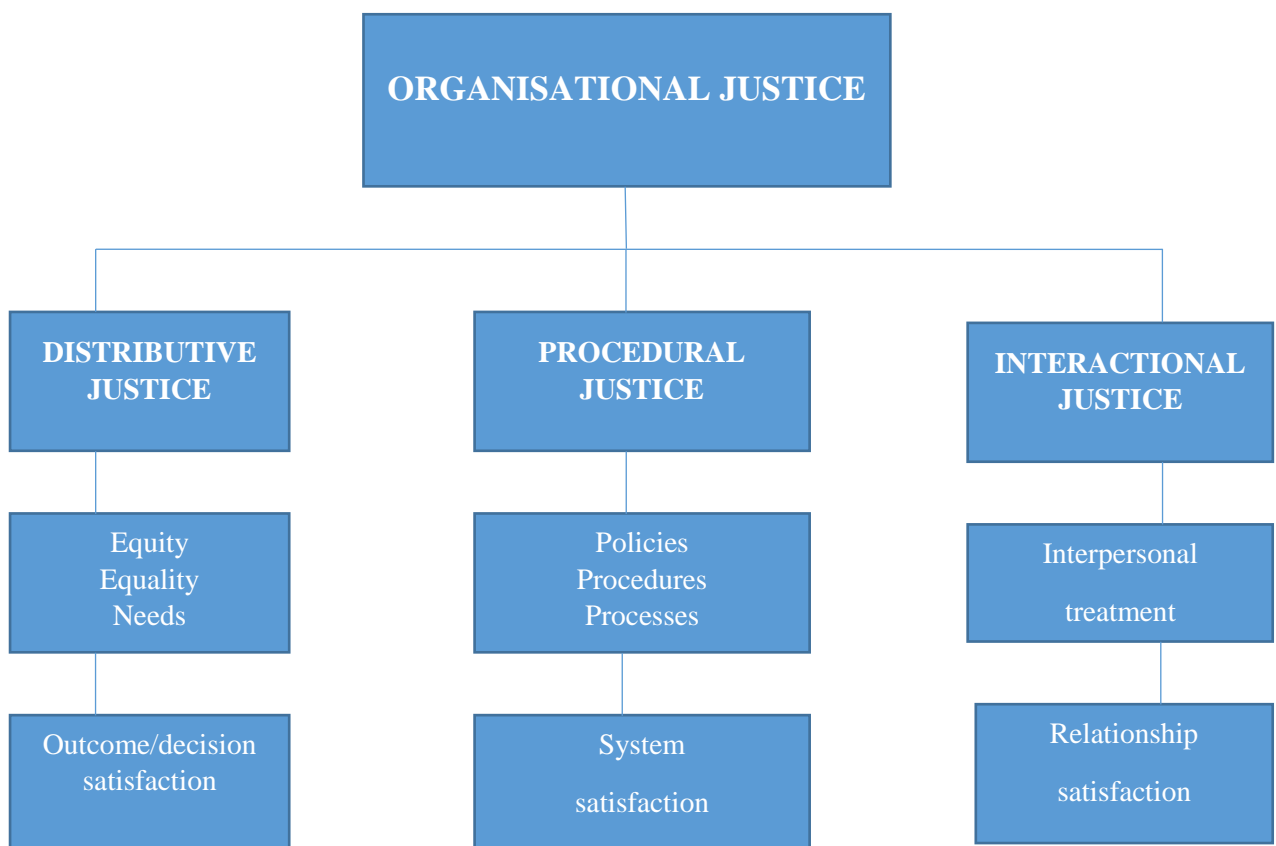 ORGANISATIONAL JUSTICE
DISTRIBUTIVE
JUSTICE
PROCEDURAL
JUSTICE
INTERACTIONAL
JUSTICE
Equity
Equality
Needs
Policies
Procedures
Processes
Interpersonal
treatment
Outcome/decision
satisfaction
System
satisfaction
Relationship
satisfaction